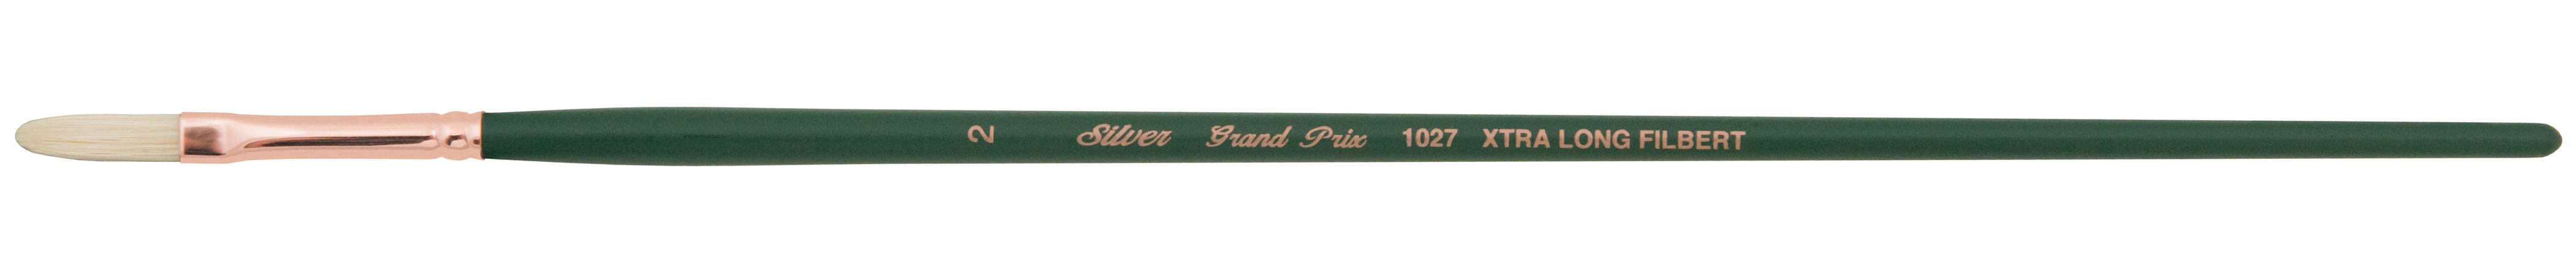 2 Silver Grand Prix 1027 XTRA LONG FILBERT